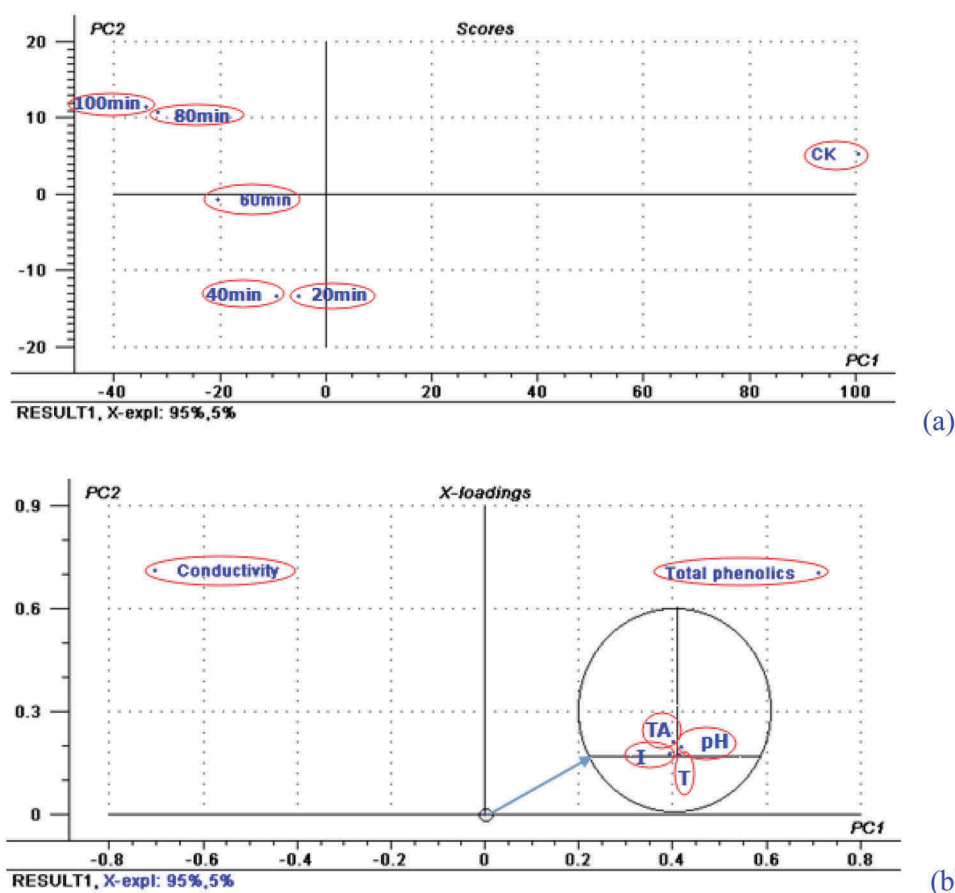 PC2 Scores
20
100min
80min
10
CK
0
60min
-10
40min 20min
-20
PC1
-40 -20 0 20 40 60 80 100
RESULT1, X-expl: 95%,5%
(a)
PC2 X-loadings
0.9
Conductivity Total phenolics
0.6
0.3
TA pH
I T
0
PC1
-0.8 -0.6 -0.4 -0.2 0 0.2 0.4 0.6 0.8
RESULT1, X-expl: 95%,5%
(b